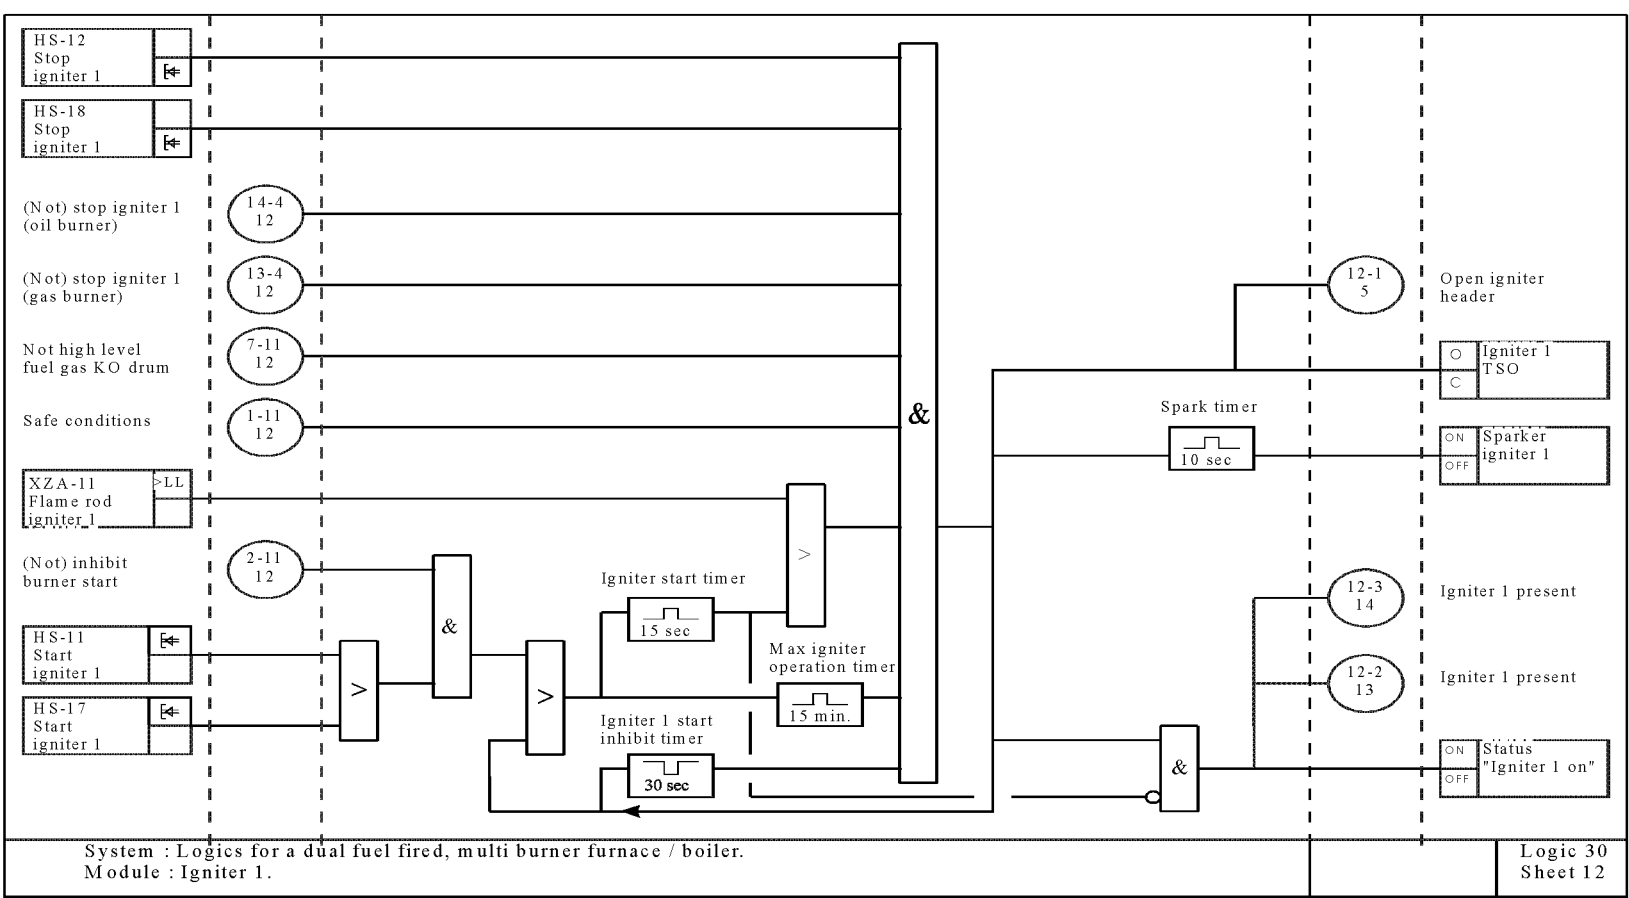 HS-12
Stop
igniter 1
HS-18
Stop
igniter 1
(Not) stop igniter 1
(oil burner)
14-4
12
(Not) stop igniter 1
(gas burner)
13-4
12
12-1
5
Open igniter
header
Not high level
fuel gas KO drum
7-11
12
O
C
Igniter 1
TSO
Safe conditions
1-11
12
&
Spark timer
10 sec
ON
OFF
Sparker
igniter 1
XZA-11
Flame rod
igniter 1
>LL
>
(Not) inhibit
burner start
2-11
12
&
Igniter start timer
15 sec
12-3
14
Igniter 1 present
HS-11
Start
igniter 1
>
>
Max igniter
operation timer
15 min.
12-2
13
Igniter 1 present
HS-17
Start
igniter 1
Igniter 1 start
inhibit timer
30 sec
&
ON
OFF
Status
"Igniter 1 on"
System : Logics for a dual fuel fired, multi burner furnace / boiler.
Module : Igniter 1.
Logic 30
Sheet 12